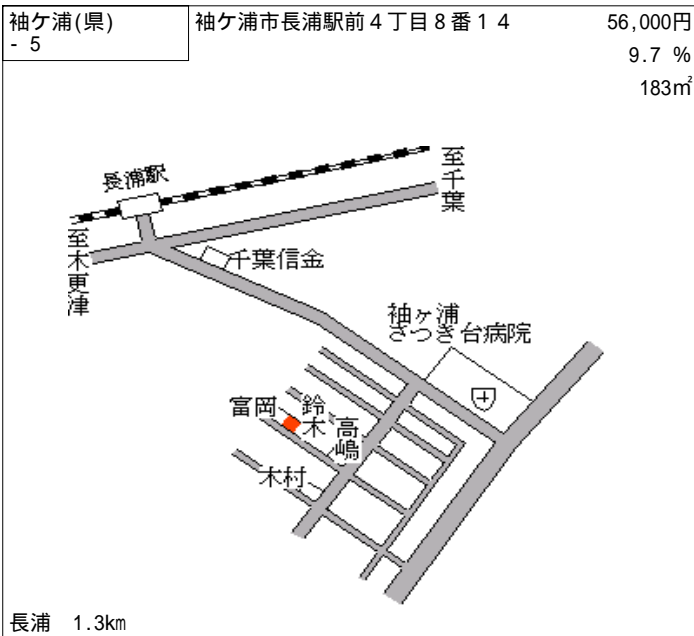 袖ケ浦(県)
- 5
袖ケ浦市長浦駅前４丁目８番１４
56,000円
9.7 %
183㎡
長浦駅
至千葉
至木更津
千葉信金
袖ヶ浦
さつき台病院
富岡
鈴木
高嶋
木村
長浦 1.3km